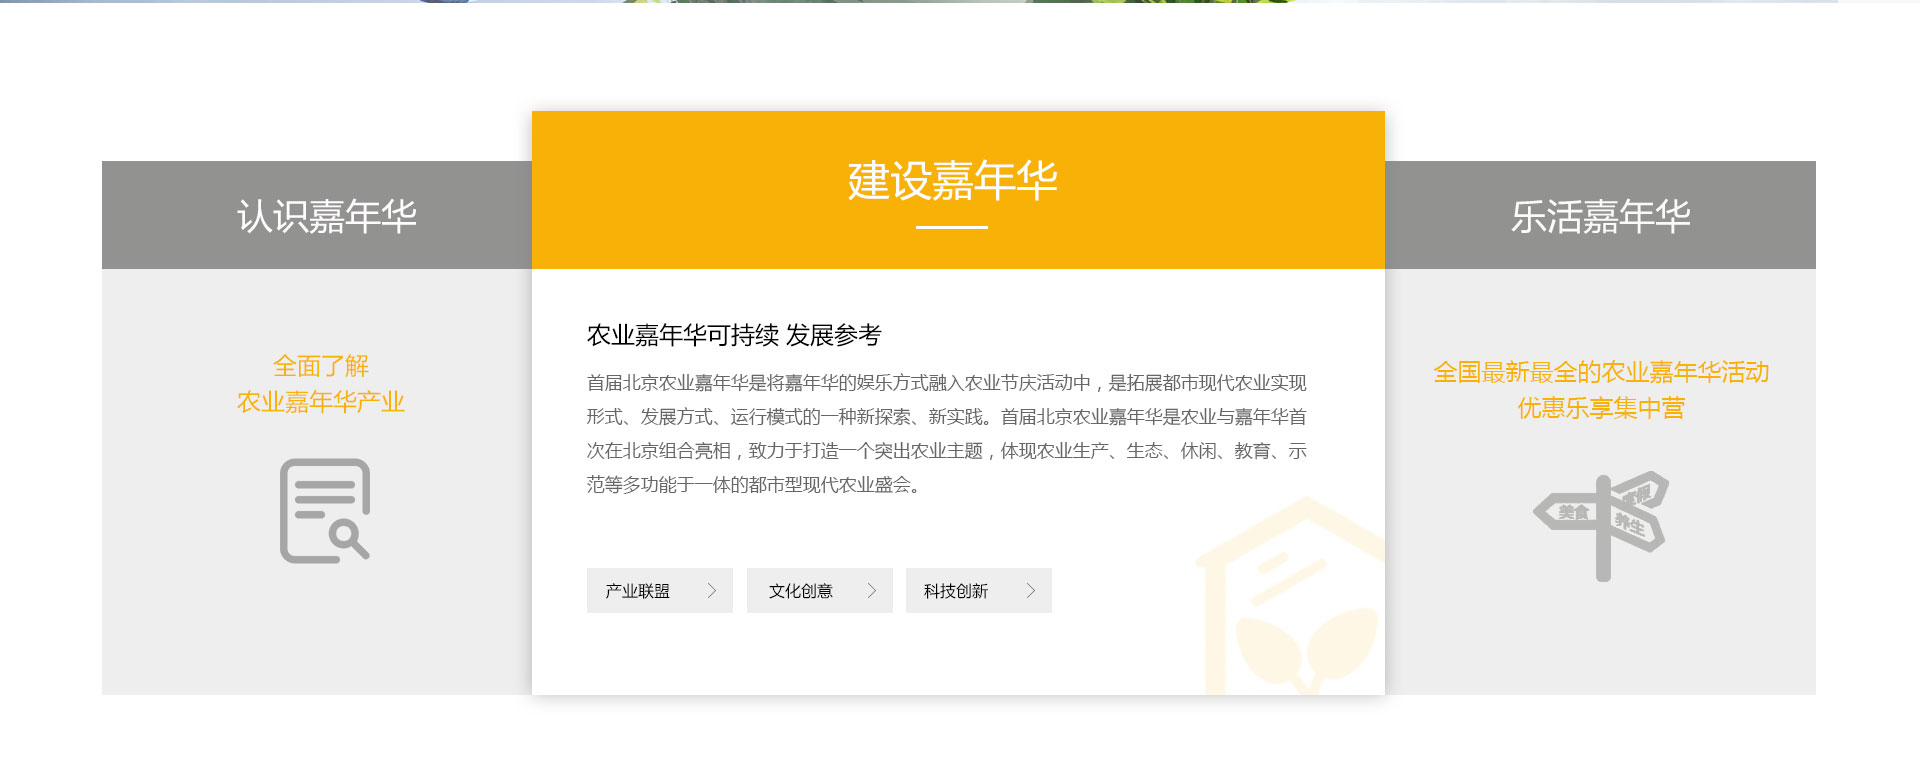 认识嘉年华
全面了解
农业嘉年华产业
建设嘉年华
农业嘉年华可持续 发展参考
首届北京农业嘉年华是将嘉年华的娱乐方式融入农业节庆活动中，是拓展都市现代农业实现
形式、发展方式、运行模式的一种新探索、新实践。首届北京农业嘉年华是农业与嘉年华首
次在北京组合亮相，致力于打造一个突出农业主题，体现农业生产、生态、休闲、教育、示
范等多功能于一体的都市型现代农业盛会。
产业联盟
文化创意
科技创新
乐活嘉年华
全国最新最全的农业嘉年华活动
优惠乐享集中营
度假
美食
养生